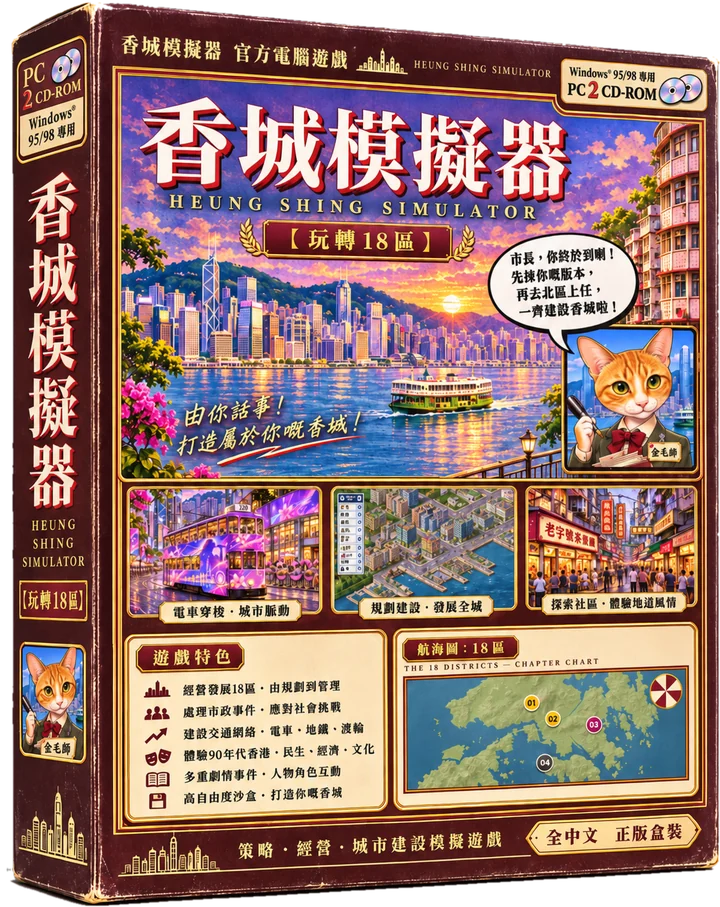 PC
2 CD-ROM
Windows®
95/98 專用
香城模擬器
HEUNG
SHING
SIMULATOR
【玩轉18區】
金毛師
香城模擬器 官方電腦遊戲
HEUNG SHING SIMULATOR
Windows® 95/98 專用
PC 2 CD-ROM
香城模擬器
HEUNG SHING SIMULATOR
【玩轉18區】
市長，你終於到喇！
先揀你嘅版本，
再去北區上任，
一齊建設香城啦！
由你話事！
打造屬於你嘅香城！
金毛師
120
老字號茶餐廳
電車穿梭·城市脈動
規劃建設·發展全城
探索社區·體驗地道風情
遊戲特色
經營發展18區·由規劃到管理
處理市政事件·應對社會挑戰
建設交通網絡·電車·地鐵·渡輪
體驗90年代香港·民生·經濟·文化
多重劇情事件·人物角色互動
高自由度沙盒·打造你嘅香城
航海圖：18區
THE 18 DISTRICTS — CHAPTER CHART
01
02
03
04
策略·經營·城市建設模擬遊戲
全中文 正版盒裝